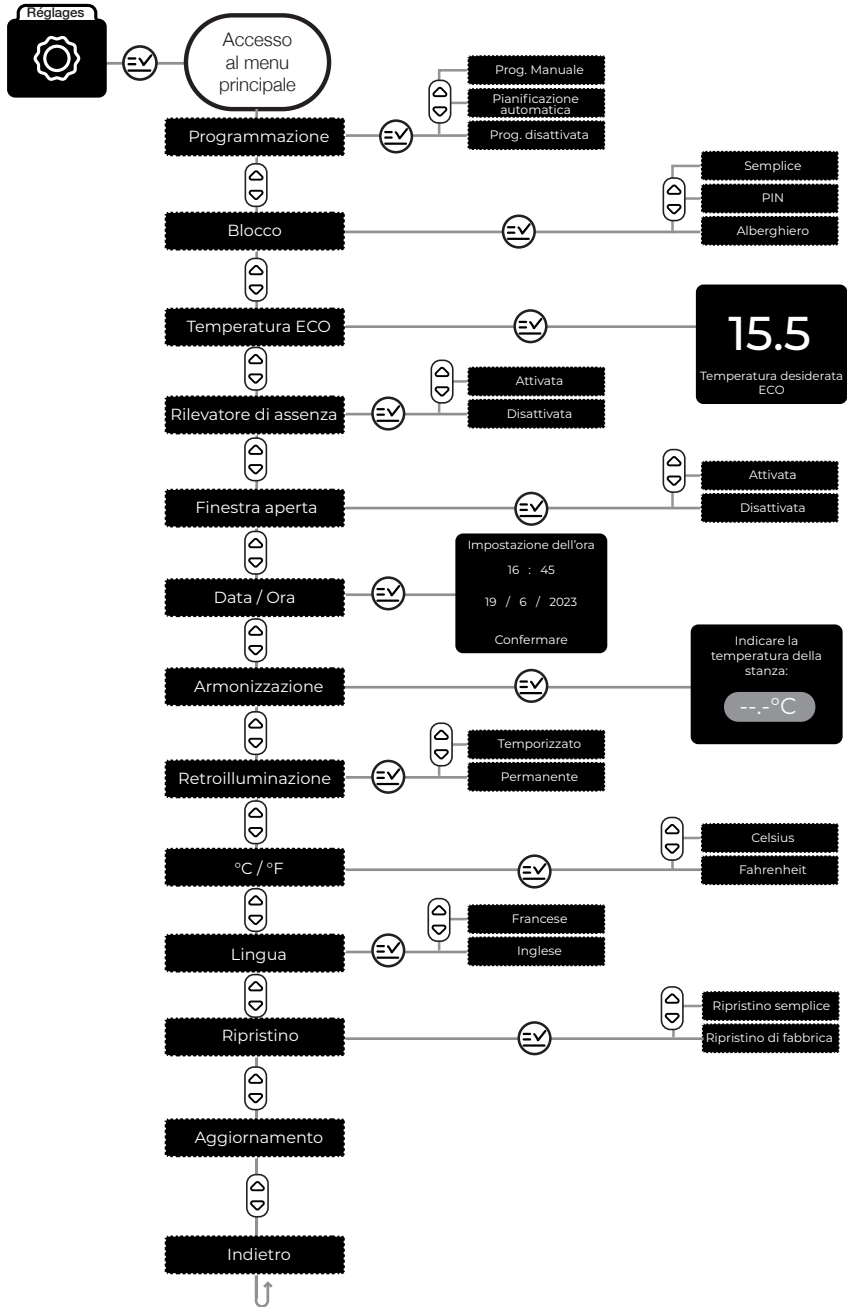 Réglages
Accesso
al menu
principale
Programmazione
Prog. Manuale
Pianificazione
automatica
Prog. disattivata
Blocco
Semplice
PIN
Alberghiero
Temperatura ECO
15.5
Temperatura desiderata
ECO
Rilevatore di assenza
Attivata
Disattivata
Finestra aperta
Attivata
Disattivata
Data / Ora
Impostazione dell'ora
16 : 45
19 / 6 / 2023
Confermare
Armonizzazione
Indicare la
temperatura della
stanza:
--.-°C
Retroilluminazione
Temporizzato
Permanente
°C / °F
Celsius
Fahrenheit
Lingua
Francese
Inglese
Ripristino
Ripristino semplice
Ripristino di fabbrica
Aggiornamento
Indietro